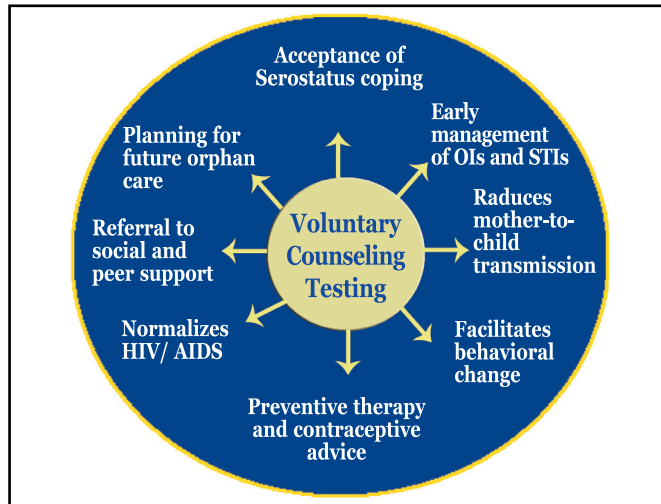 Acceptance of
Serostatus coping
Early
management
of OIs and STIs
Raduces
mother-to-
child
transmission
Facilitates
behavioral
change
Preventive therapy
and contraceptive
advice
Normalizes
HIV/ AIDS
Referral to
social and
peer support
Planning for
future orphan
care
Voluntary
Counseling
Testing